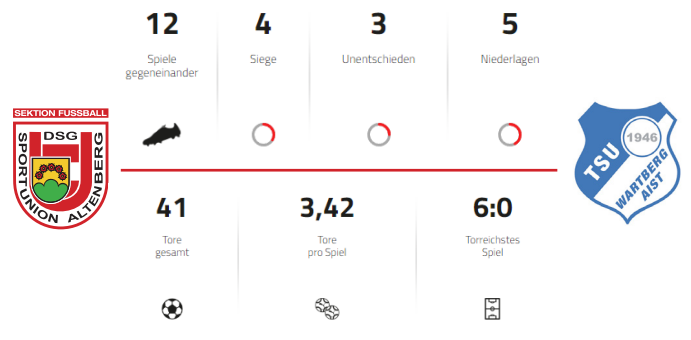 12
4
3
5
Spiele
gegeneinander
Siege
Unentschieden
Niederlagen
SEKTION FUSSBALL
DSG
SPORTUNION ALTENBERG
1946
TSU
WARTBERG
AIST
41
3,42
6:0
Tore
gesamt
Tore
pro Spiel
Torreichstes
Spiel